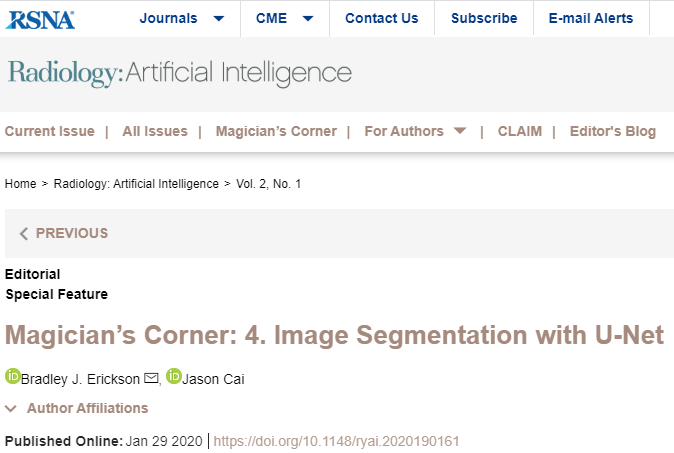 RSNA® Journals CME Contact Us Subscribe E-mail Alerts
Radiology: Artificial Intelligence
Current Issue | All Issues | Magician’s Corner | For Authors | CLAIM | Editor's Blog
Home > Radiology: Artificial Intelligence > Vol. 2, No. 1
PREVIOUS
Editorial
Special Feature
Magician’s Corner: 4. Image Segmentation with U-Net
iD Bradley J. Erickson, iD Jason Cai
Author Affiliations
Published Online: Jan 29 2020 | https://doi.org/10.1148/ryai.2020190161